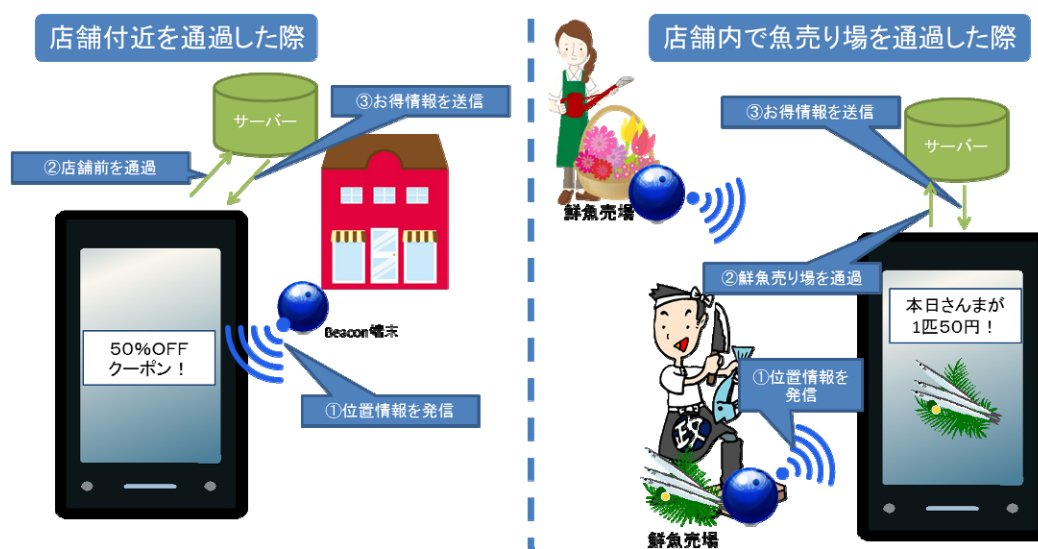 店舗付近を通過した際
③お得情報を送信
サーバー
②店舗前を通過
50%OFF
クーポン！
Beacon端末
①位置情報を発信
店舗内で魚売り場を通過した際
③お得情報を送信
サーバー
鮮魚売場
②鮮魚売り場を通過
本日さんまが
1匹50円！
①位置情報を
発信
政
鮮魚売場